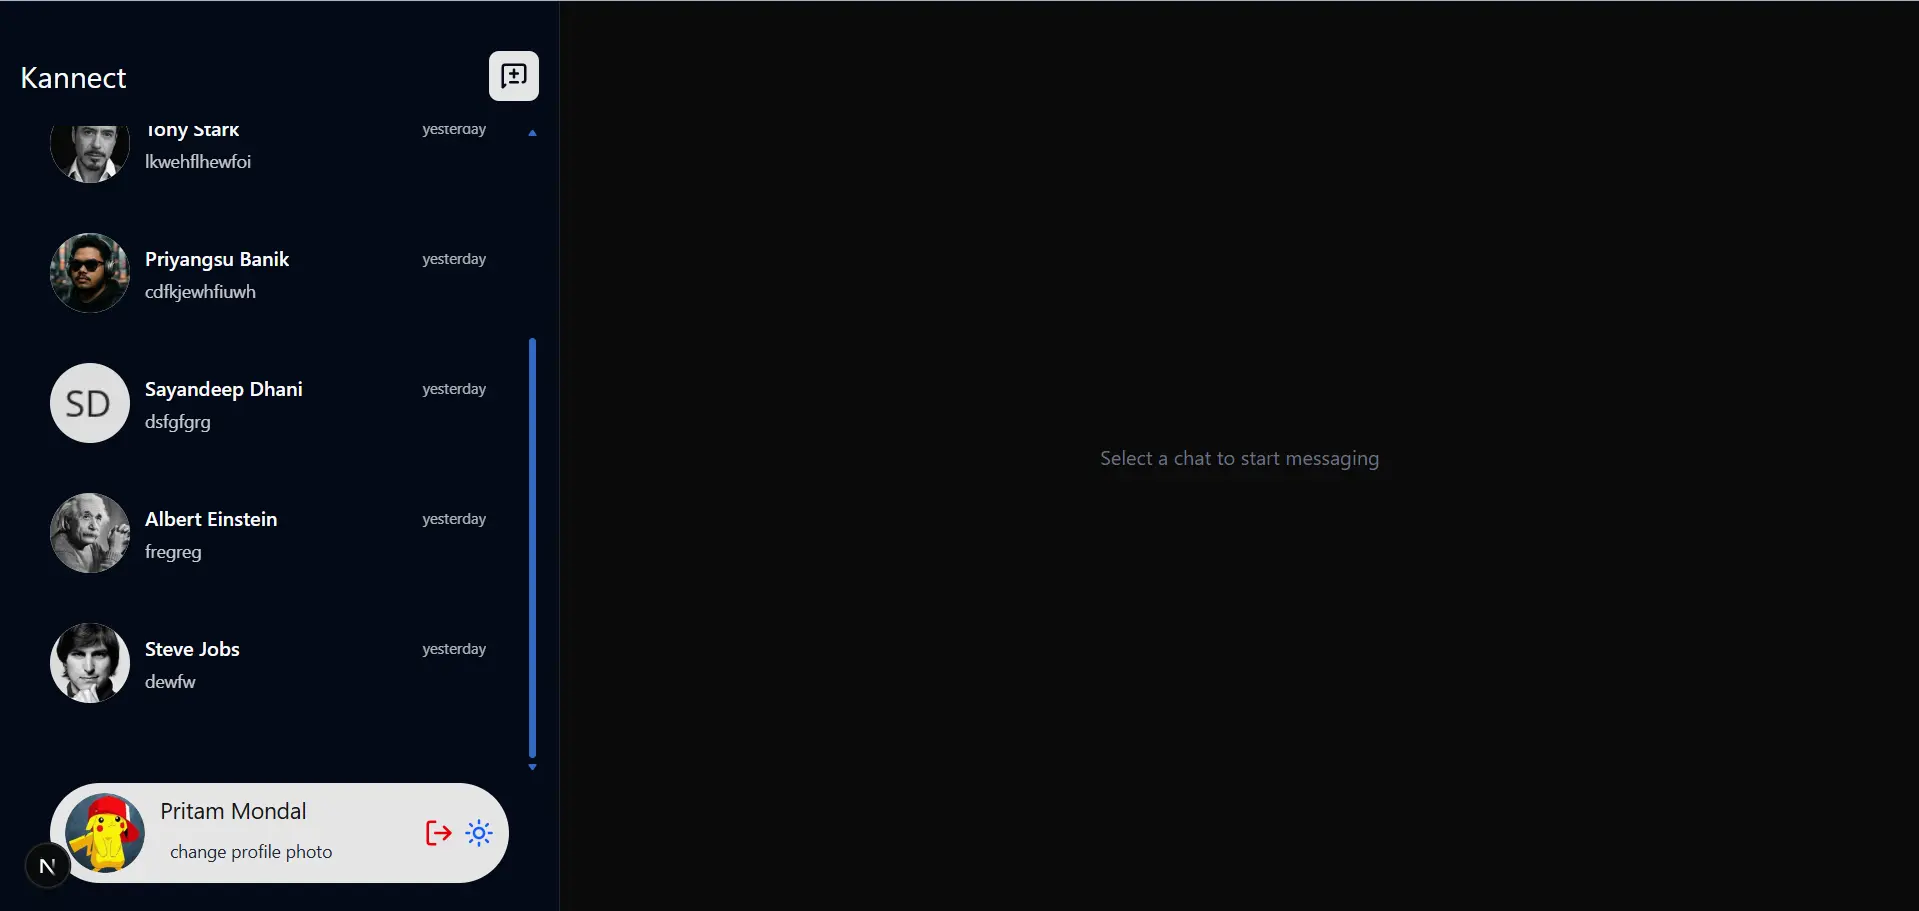 Kannect
Tony Stark
yesterday
lkwehflhewfoi
Priyangsu Banik
yesterday
cdfkjewhfiuwh
SD
Sayandeep Dhani
yesterday
dsfgfgrg
Albert Einstein
yesterday
fregreg
Steve Jobs
yesterday
dewfw
Pritam Mondal
change profile photo
N
Select a chat to start messaging